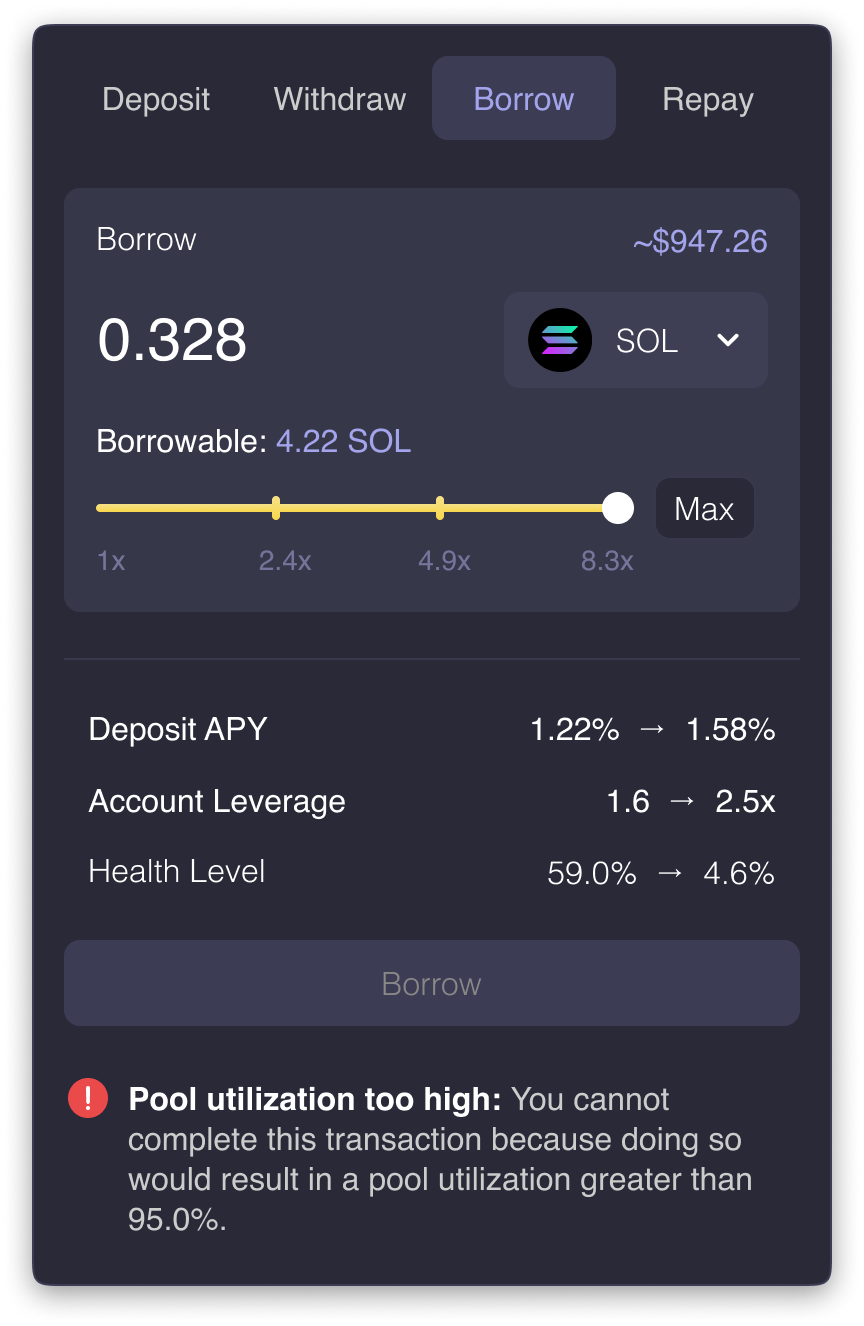 Deposit Withdraw Borrow Repay
Borrow ~$947.26
0.328 SOL
Borrowable: 4.22 SOL
Max
1x 2.4x 4.9x 8.3x
Deposit APY 1.22% → 1.58%
Account Leverage 1.6 → 2.5x
Health Level 59.0% → 4.6%
Borrow
Pool utilization too high: You cannot
complete this transaction because doing so
would result in a pool utilization greater than
95.0%.